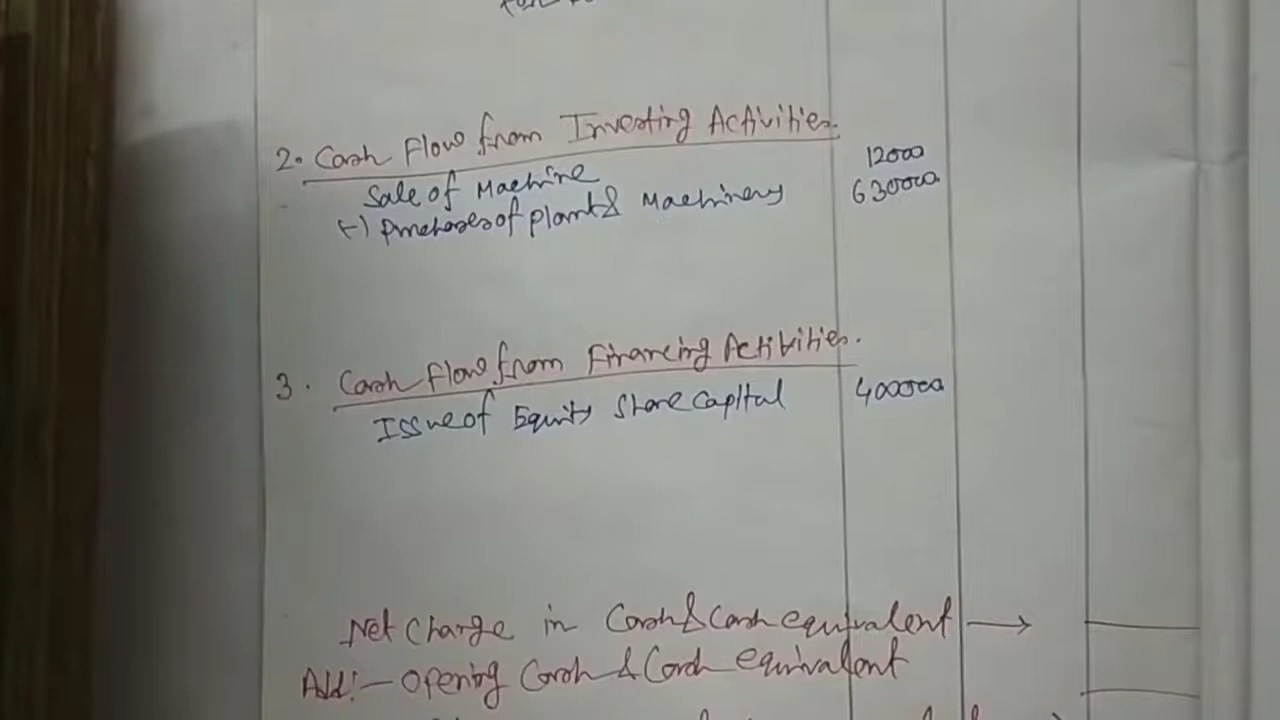 2. Cash Flow from Investing Activities.
Sale of Machine 12000
(-) Purchases of plant & Machinery 630000
3. Cash flow from Financing Activities.
Issue of Equity Share Capital 400000
Net Change in Cash & Cash equivalent →
Add:- Opening Cash & Cash equivalent